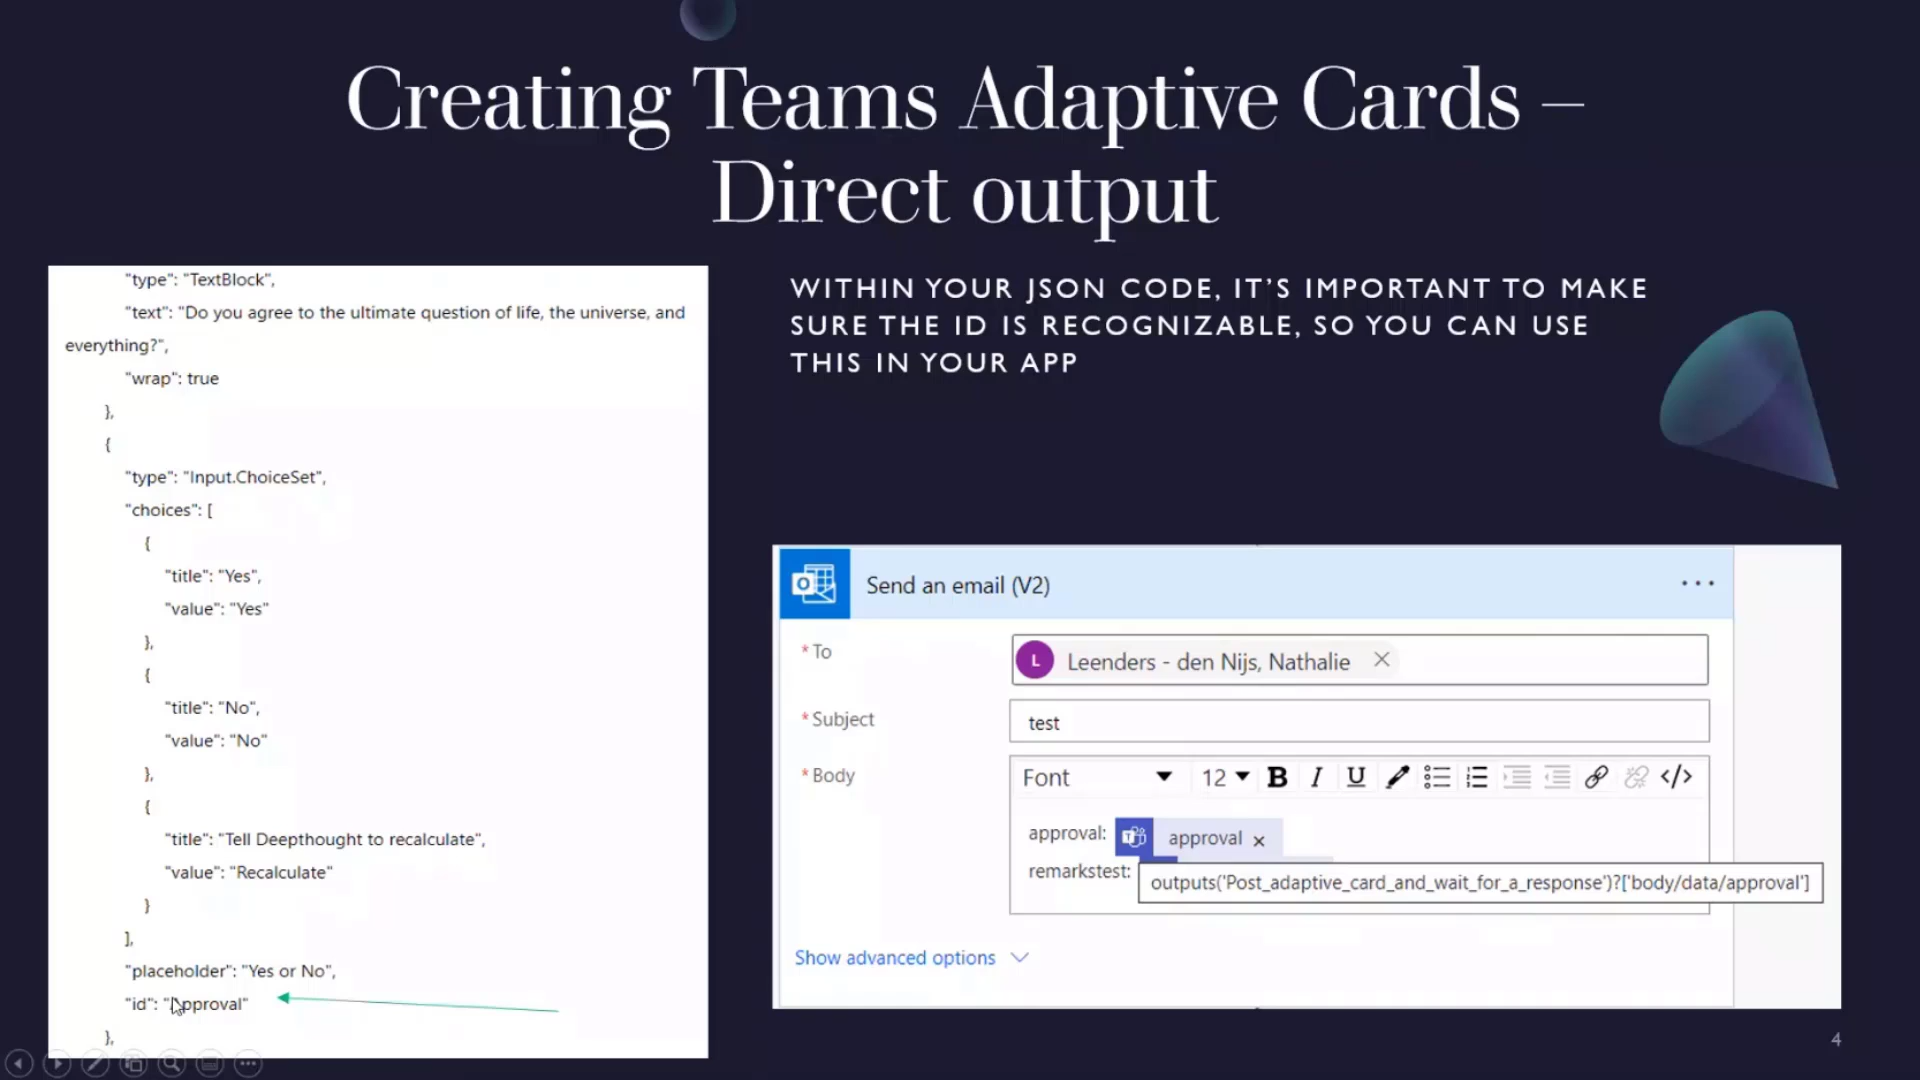 Creating Teams Adaptive Cards –
Direct output
"type": "TextBlock",
"text": "Do you agree to the ultimate question of life, the universe, and
everything?",
"wrap": true
},
{
"type": "Input.ChoiceSet",
"choices": [
{
"title": "Yes",
"value": "Yes"
},
{
"title": "No",
"value": "No"
},
{
"title": "Tell Deepthought to recalculate",
"value": "Recalculate"
}
],
"placeholder": "Yes or No",
"id": "Approval"
},
WITHIN YOUR JSON CODE, IT'S IMPORTANT TO MAKE
SURE THE ID IS RECOGNIZABLE, SO YOU CAN USE
THIS IN YOUR APP
Send an email (V2)
* To
L Leenders - den Nijs, Nathalie
* Subject
test
* Body
Font 12 B I U </>
approval: approval ×
remarkstest:
outputs('Post_adaptive_card_and_wait_for_a_response')?['body/data/approval']
Show advanced options
4